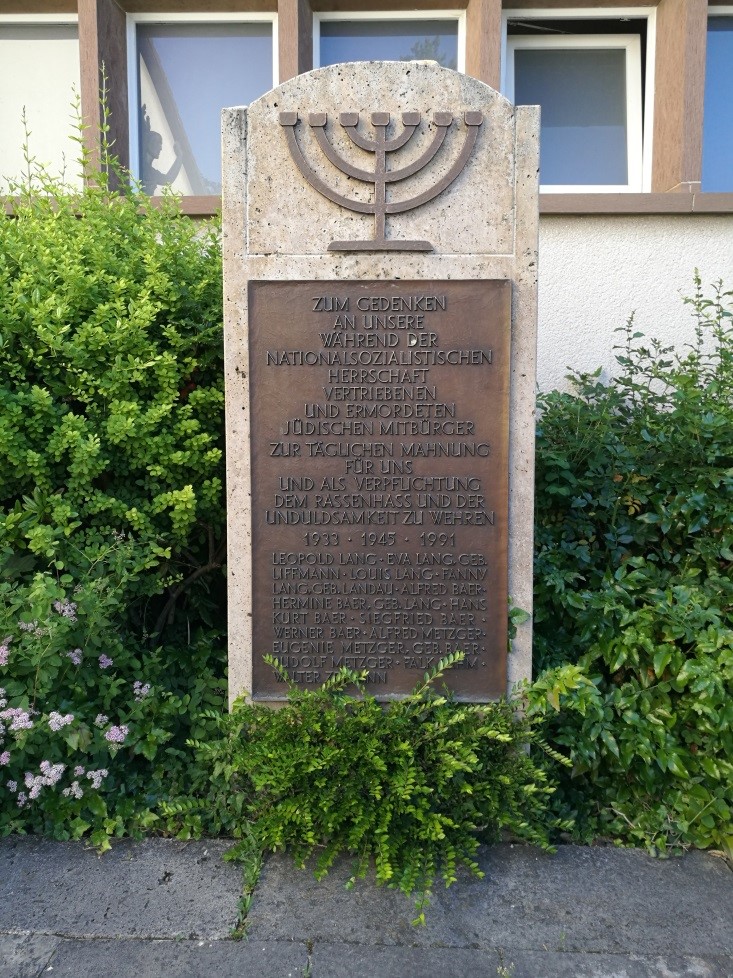 ZUM GEDENKEN
AN UNSERE
WÄHREND DER
NATIONALSOZIALISTISCHEN
HERRSCHAFT
VERTRIEBENEN
UND ERMORDETEN
JÜDISCHEN MITBÜRGER
ZUR TÄGLICHEN MAHNUNG
FÜR UNS
UND ALS VERPFLICHTUNG
DEM RASSENHASS UND DER
UNDULDSAMKEIT ZU WEHREN
1933 · 1945 · 1991
LEOPOLD LANG · EVA LANG, GEB.
LIFFMANN · LOUIS LANG · FANNY
LANG, GEB. LANDAU · ALFRED BAER ·
HERMINE BAER, GEB. LANG · HANS
KURT BAER · SIEGFRIED BAER ·
WERNER BAER · ALFRED METZGER ·
EUGENIE METZGER, GEB. BAER ·
RUDOLF METZGER ·
WALTER